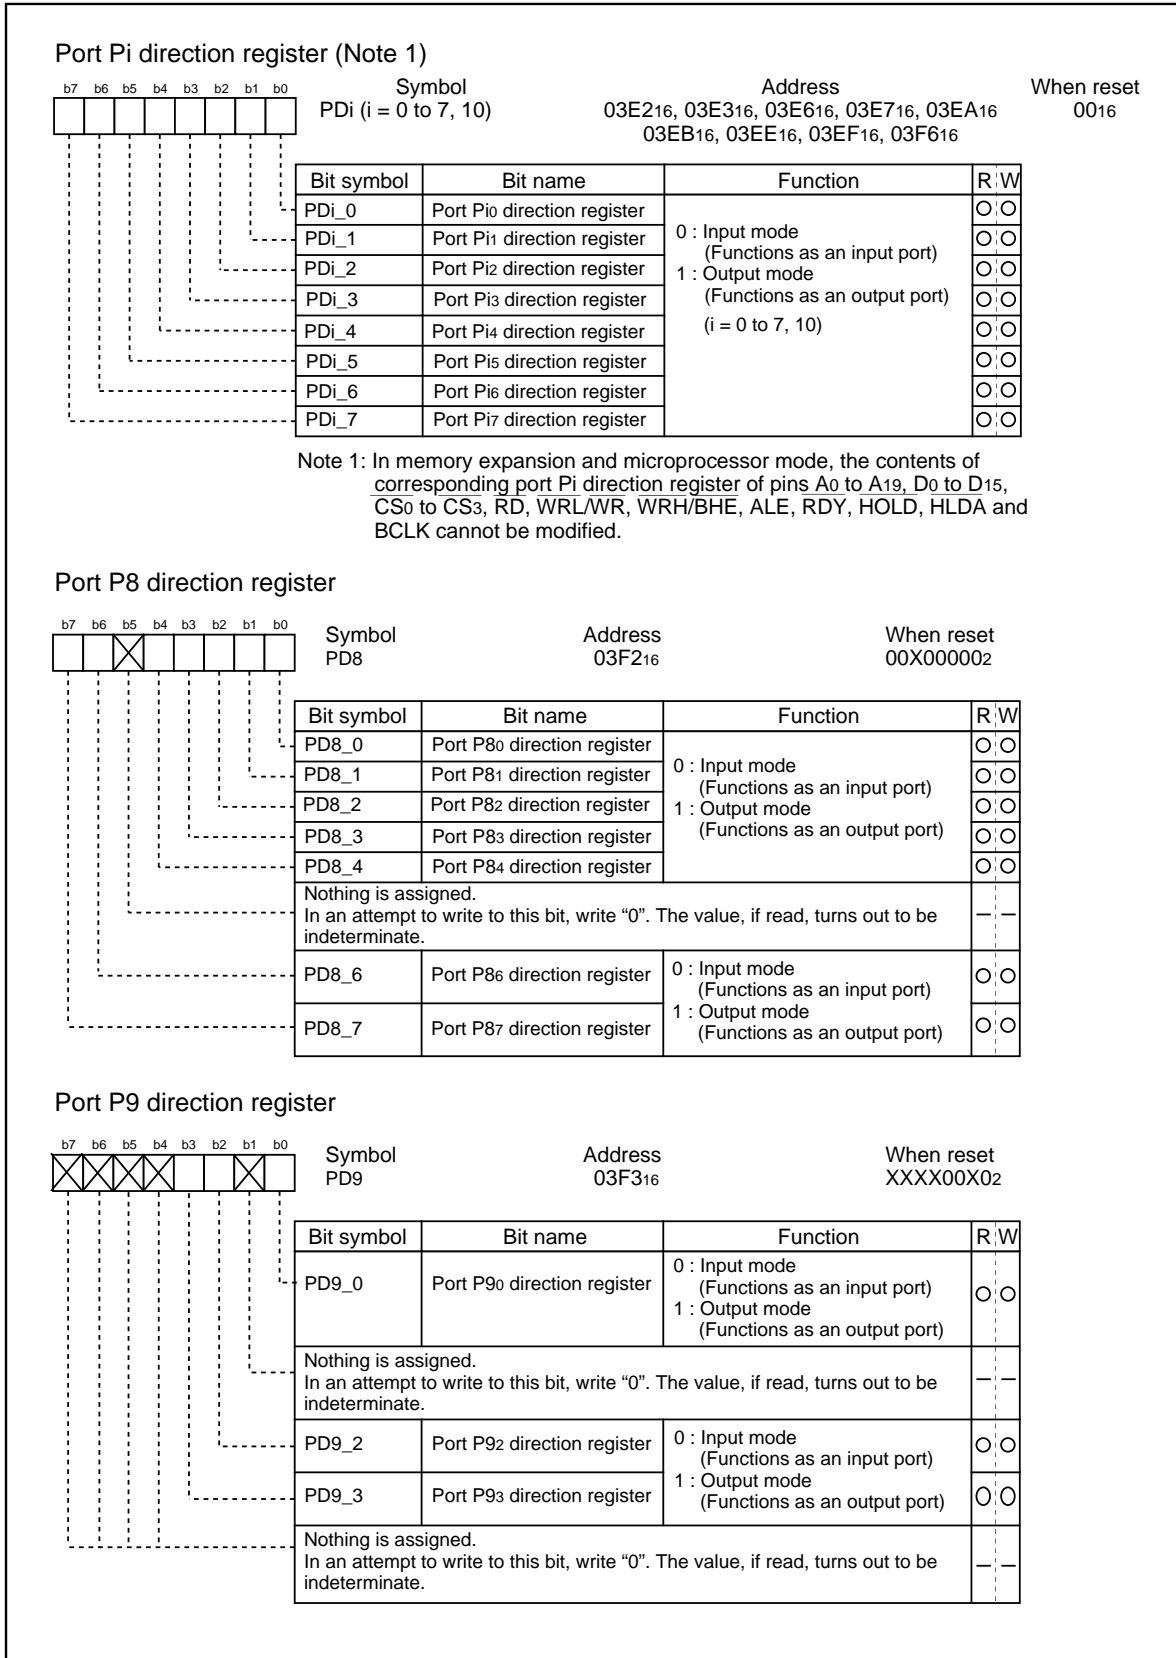 Port Pi direction register (Note 1)
b7 b6 b5 b4 b3 b2 b1 b0
Symbol Address When reset
PDi (i = 0 to 7, 10) 03E216, 03E316, 03E616, 03E716, 03EA16 0016
03EB16, 03EE16, 03EF16, 03F616
Bit symbol Bit name Function R W
PDi_0 Port Pi0 direction register
PDi_1 Port Pi1 direction register
PDi_2 Port Pi2 direction register
PDi_3 Port Pi3 direction register
PDi_4 Port Pi4 direction register
PDi_5 Port Pi5 direction register
PDi_6 Port Pi6 direction register
PDi_7 Port Pi7 direction register
0 : Input mode
(Functions as an input port)
1 : Output mode
(Functions as an output port)
(i = 0 to 7, 10)
Note 1: In memory expansion and microprocessor mode, the contents of
corresponding port Pi direction register of pins A0 to A19, D0 to D15,
CS0 to CS3, RD, WRL/WR, WRH/BHE, ALE, RDY, HOLD, HLDA and
BCLK cannot be modified.
Port P8 direction register
b7 b6 b5 b4 b3 b2 b1 b0
Symbol Address When reset
PD8 03F216 00X000002
Bit symbol Bit name Function R W
PD8_0 Port P80 direction register
PD8_1 Port P81 direction register
PD8_2 Port P82 direction register
PD8_3 Port P83 direction register
PD8_4 Port P84 direction register
0 : Input mode
(Functions as an input port)
1 : Output mode
(Functions as an output port)
Nothing is assigned.
In an attempt to write to this bit, write “0”. The value, if read, turns out to be
indeterminate.
PD8_6 Port P86 direction register
PD8_7 Port P87 direction register
0 : Input mode
(Functions as an input port)
1 : Output mode
(Functions as an output port)
Port P9 direction register
b7 b6 b5 b4 b3 b2 b1 b0
Symbol Address When reset
PD9 03F316 XXXX00X02
Bit symbol Bit name Function R W
PD9_0 Port P90 direction register
0 : Input mode
(Functions as an input port)
1 : Output mode
(Functions as an output port)
Nothing is assigned.
In an attempt to write to this bit, write “0”. The value, if read, turns out to be
indeterminate.
PD9_2 Port P92 direction register
PD9_3 Port P93 direction register
0 : Input mode
(Functions as an input port)
1 : Output mode
(Functions as an output port)
Nothing is assigned.
In an attempt to write to this bit, write “0”. The value, if read, turns out to be
indeterminate.